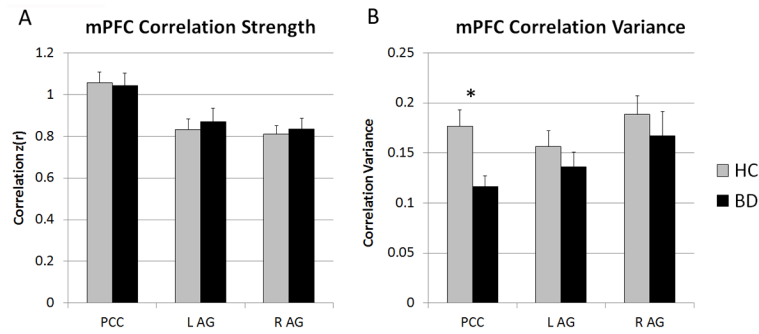 A
mPFC Correlation Strength
Correlation z(r)
1.2
1
0.8
0.6
0.4
0.2
0
PCC
L AG
R AG
B
mPFC Correlation Variance
Correlation Variance
0.25
0.2
0.15
0.1
0.05
0
*
PCC
L AG
R AG
HC
BD